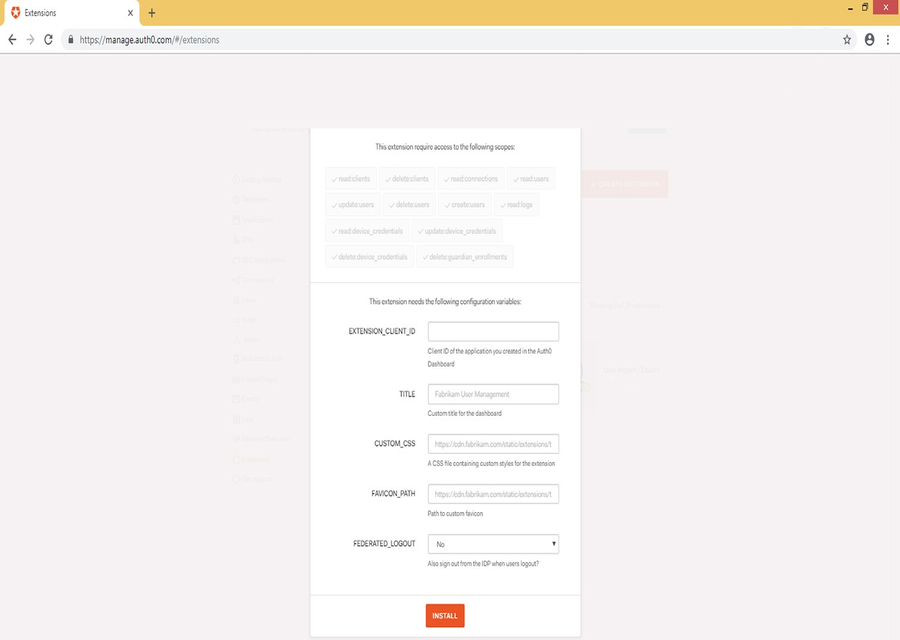 Extensions
https://manage.auth0.com/#/extensions
This extension require access to the following scopes:
read:clients delete:clients read:connections read:users
update:users delete:users create:users read:logs
read:device_credentials update:device_credentials
delete:device_credentials delete:guardian_enrollments
This extension needs the following configuration variables:
EXTENSION_CLIENT_ID
Client ID of the application you created in the Auth0
Dashboard
TITLE Fabrikam User Management
Custom title for the dashboard
CUSTOM_CSS https://cdn.fabrikam.com/static/extensions/t
A CSS file containing custom styles for the extension
FAVICON_PATH https://cdn.fabrikam.com/static/extensions/t
Path to custom favicon
FEDERATED_LOGOUT No
Also sign out from the IDP when users logout?
INSTALL